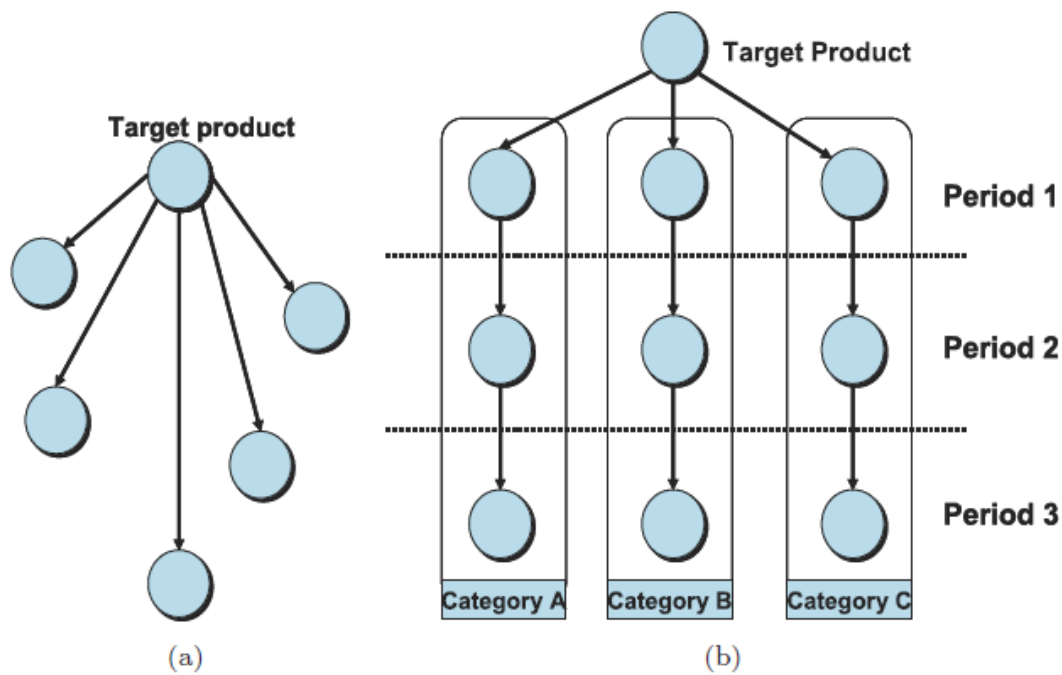 Target product
(a)
Target Product
Period 1
Period 2
Period 3
Category A
Category B
Category C
(b)